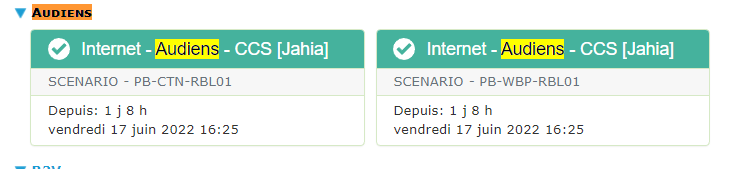 AUDIENS
Internet - Audiens - CCS [Jahia]
SCENARIO - PB-CTN-RBL01
Depuis: 1 j 8 h
vendredi 17 juin 2022 16:25
Internet - Audiens - CCS [Jahia]
SCENARIO - PB-WBP-RBL01
Depuis: 1 j 8 h
vendredi 17 juin 2022 16:25